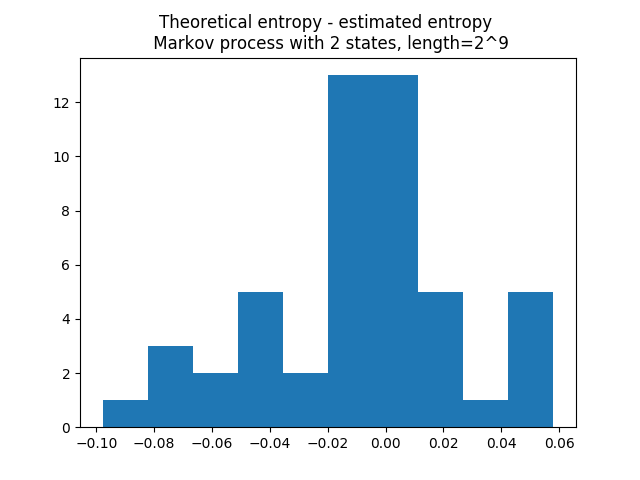 Theoretical entropy - estimated entropy
Markov process with 2 states, length=2^9
12
10
8
6
4
2
0
−0.10 −0.08 −0.06 −0.04 −0.02 0.00 0.02 0.04 0.06